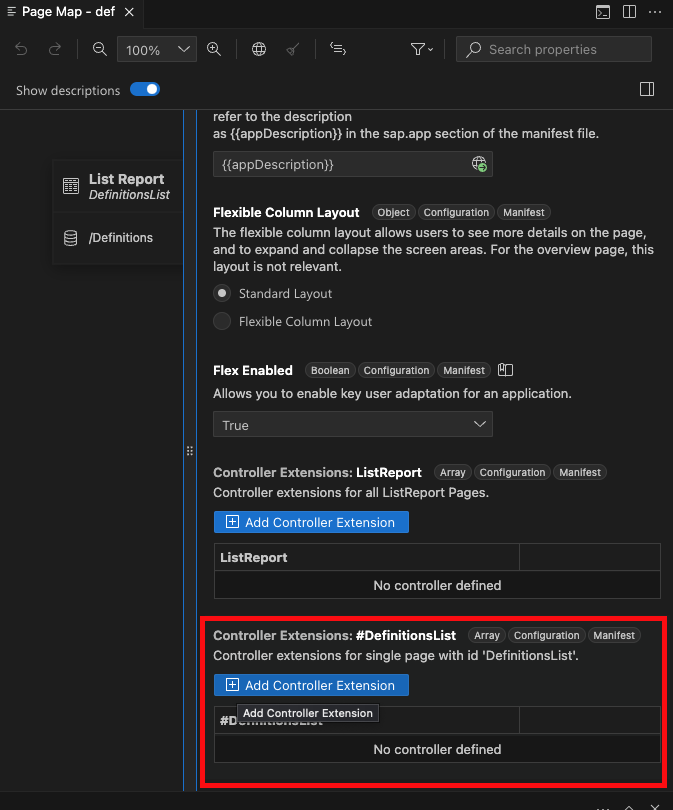 Page Map - def
100%
Search properties
Show descriptions
List Report
DefinitionsList
/Definitions
refer to the description
as {{appDescription}} in the sap.app section of the manifest file.
{{appDescription}}
Flexible Column Layout Object Configuration Manifest
The flexible column layout allows users to see more details on the page,
and to expand and collapse the screen areas. For the overview page, this
layout is not relevant.
Standard Layout
Flexible Column Layout
Flex Enabled Boolean Configuration Manifest
Allows you to enable key user adaptation for an application.
True
Controller Extensions: ListReport Array Configuration Manifest
Controller extensions for all ListReport Pages.
Add Controller Extension
ListReport
No controller defined
Controller Extensions: #DefinitionsList Array Configuration Manifest
Controller extensions for single page with id 'DefinitionsList'.
Add Controller Extension
Add Controller Extension
#DefinitionsList
No controller defined